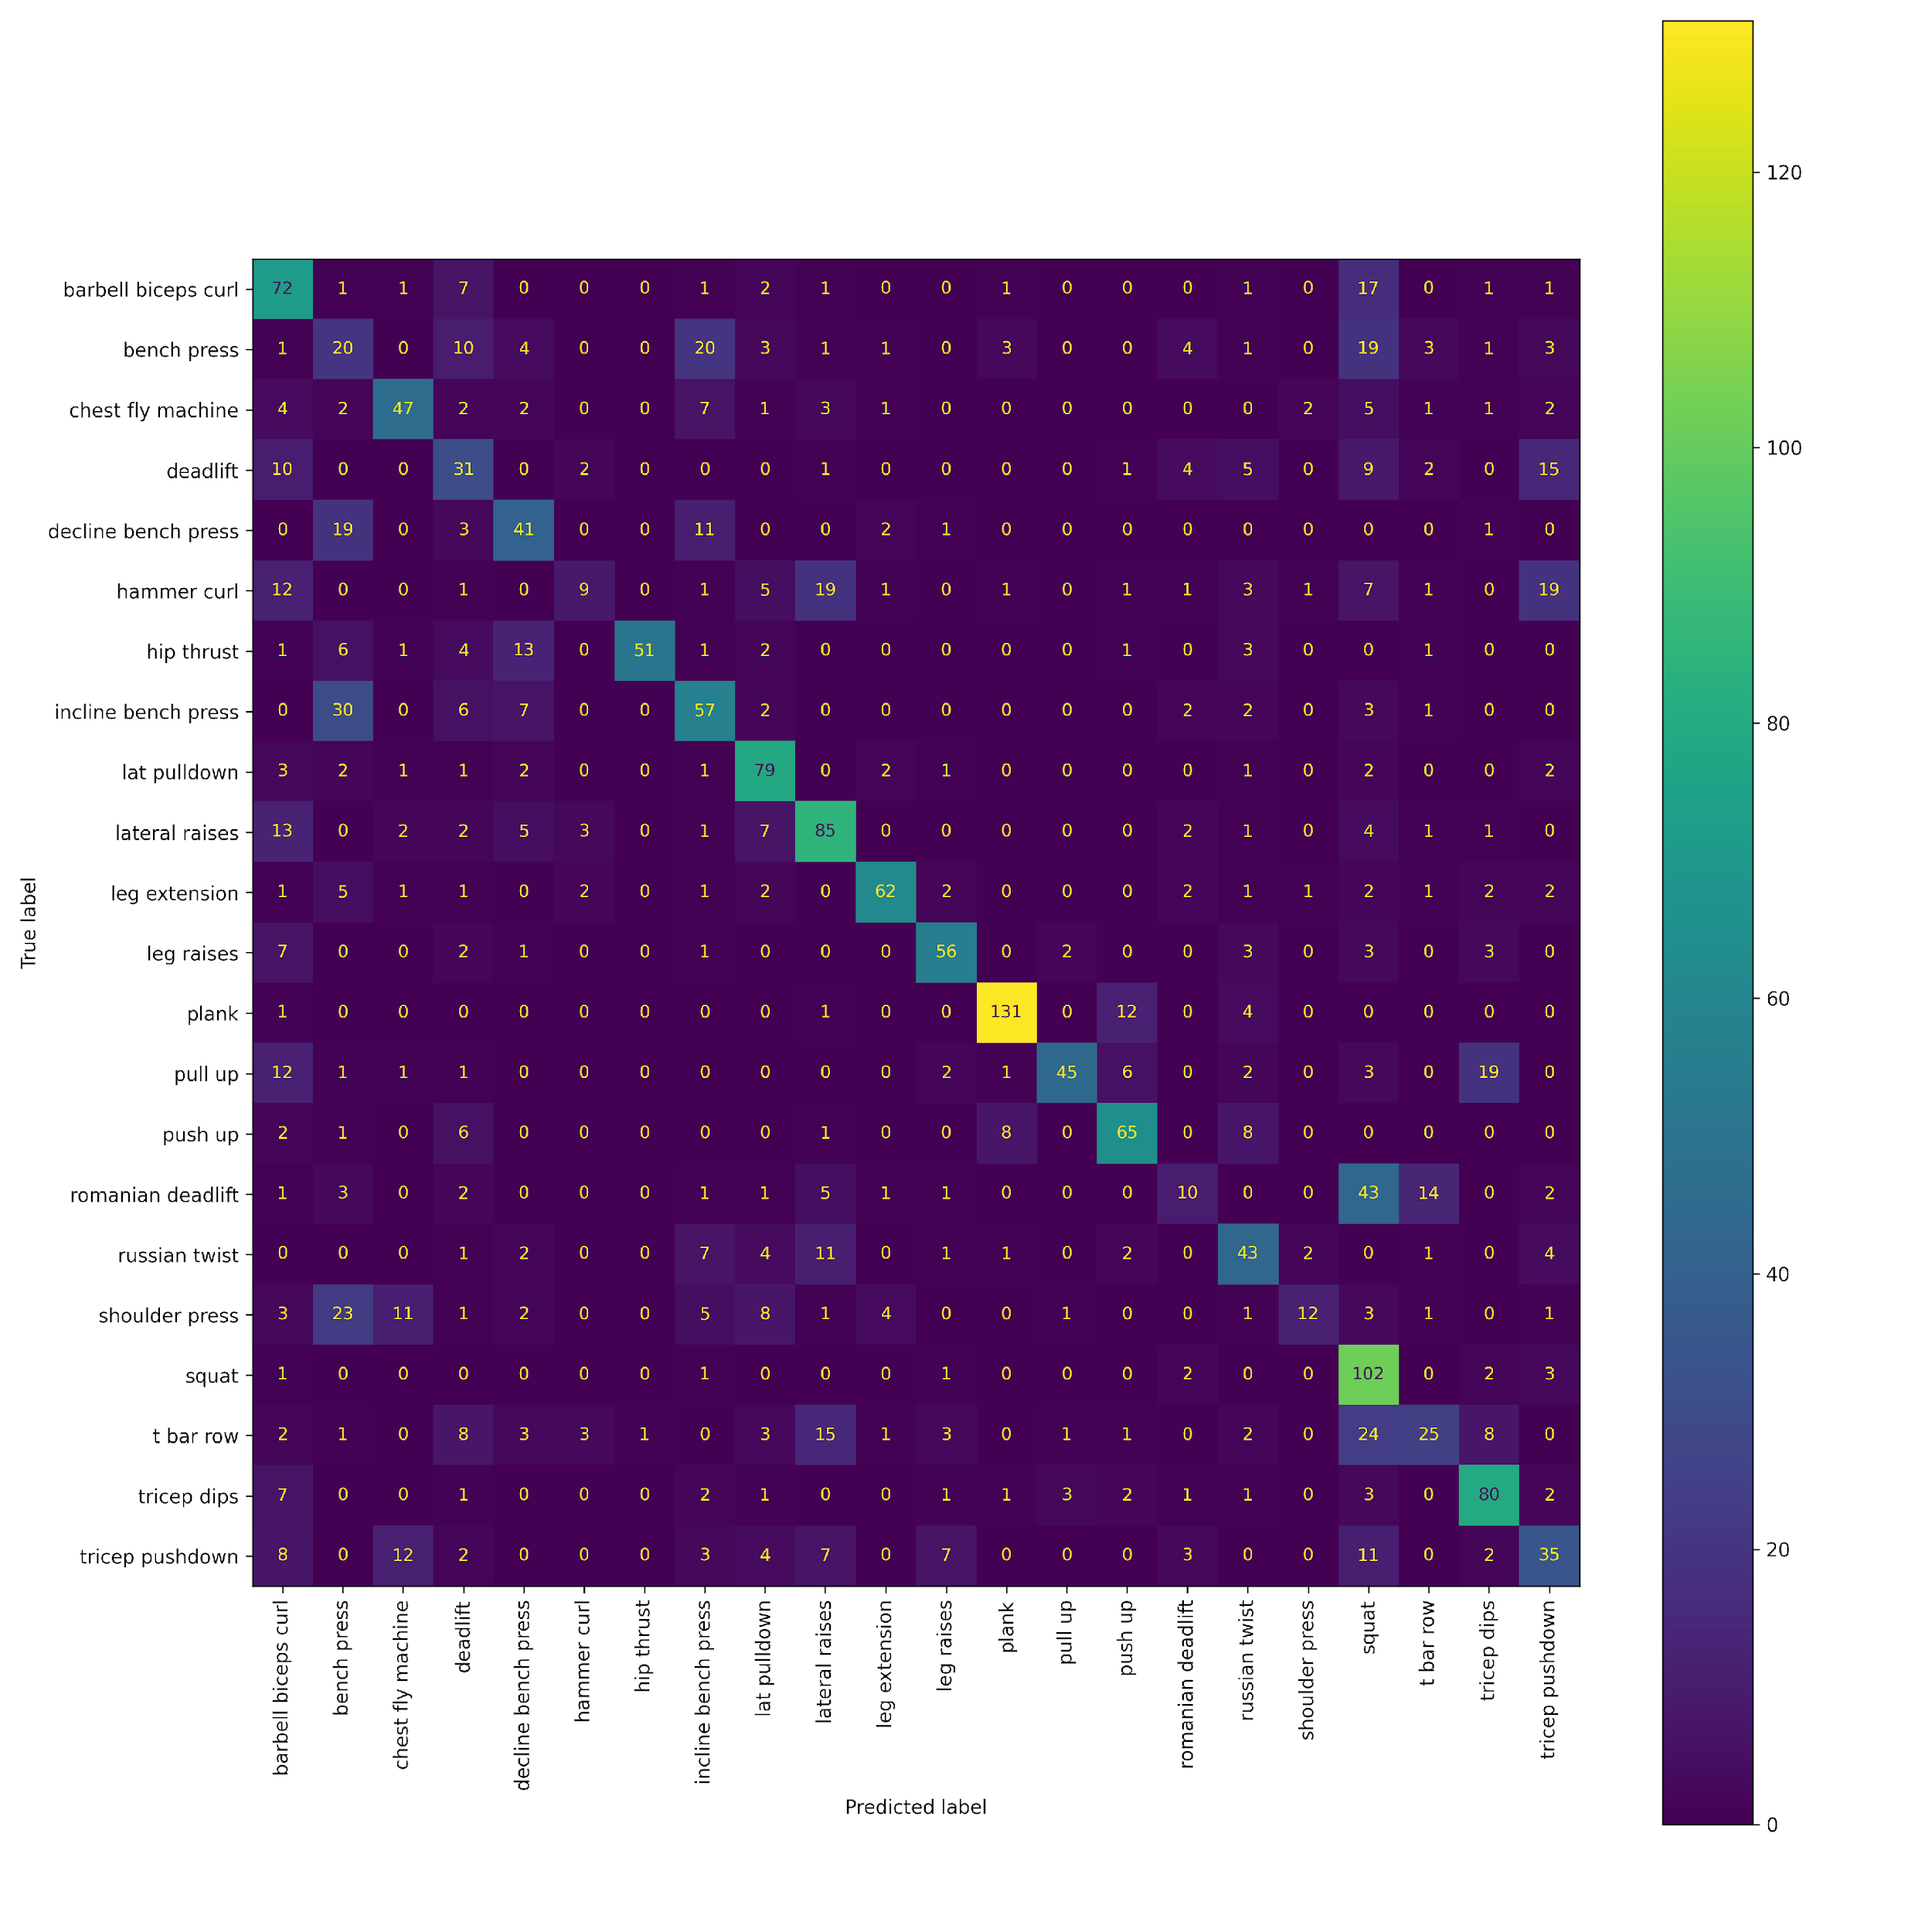 120
barbell biceps curl 72 1 1 7 0 0 0 1 2 1 0 0 1 0 0 0 1 0 17 0 1 1
bench press 1 20 0 10 4 0 0 20 3 1 1 0 3 0 0 4 1 0 19 3 1 3
chest fly machine 4 2 47 2 2 0 0 7 1 3 1 0 0 0 0 0 0 2 5 1 1 2
100
deadlift 10 0 0 31 0 2 0 0 0 1 0 0 0 0 1 4 5 0 9 2 0 15
decline bench press 0 19 0 3 41 0 0 11 0 0 2 1 0 0 0 0 0 0 0 0 1 0
hammer curl 12 0 0 1 0 9 0 1 5 19 1 0 1 0 1 1 3 1 7 1 0 19
hip thrust 1 6 1 4 13 0 51 1 2 0 0 0 0 0 1 0 3 0 0 1 0 0
incline bench press 0 30 0 6 7 0 0 57 2 0 0 0 0 0 0 2 2 0 3 1 0 0
80
lat pulldown 3 2 1 1 2 0 0 1 79 0 2 1 0 0 0 0 1 0 2 0 0 2
lateral raises 13 0 2 2 5 3 0 1 7 85 0 0 0 0 0 2 1 0 4 1 1 0
leg extension 1 5 1 1 0 2 0 1 2 0 62 2 0 0 0 2 1 1 2 1 2 2
True label
leg raises 7 0 0 2 1 0 0 1 0 0 0 56 0 2 0 0 3 0 3 0 3 0
60
plank 1 0 0 0 0 0 0 0 0 1 0 0 131 0 12 0 4 0 0 0 0 0
pull up 12 1 1 1 0 0 0 0 0 0 0 2 1 45 6 0 2 0 3 0 19 0
push up 2 1 0 6 0 0 0 0 0 1 0 0 8 0 65 0 8 0 0 0 0 0
romanian deadlift 1 3 0 2 0 0 0 1 1 5 1 1 0 0 0 10 0 0 43 14 0 2
russian twist 0 0 0 1 2 0 0 7 4 11 0 1 1 0 2 0 43 2 0 1 0 4
40
shoulder press 3 23 11 1 2 0 0 5 8 1 4 0 0 1 0 0 1 12 3 1 0 1
squat 1 0 0 0 0 0 0 1 0 0 0 1 0 0 0 2 0 0 102 0 2 3
t bar row 2 1 0 8 3 3 1 0 3 15 1 3 0 1 1 0 2 0 24 25 8 0
tricep dips 7 0 0 1 0 0 0 2 1 0 0 1 1 3 2 1 1 0 3 0 80 2
20
tricep pushdown 8 0 12 2 0 0 0 3 4 7 0 7 0 0 0 3 0 0 11 0 2 35
barbell biceps curl
bench press
chest fly machine
deadlift
decline bench press
hammer curl
hip thrust
incline bench press
lat pulldown
lateral raises
leg extension
leg raises
plank
pull up
push up
romanian deadlift
russian twist
shoulder press
squat
t bar row
tricep dips
tricep pushdown
Predicted label
0